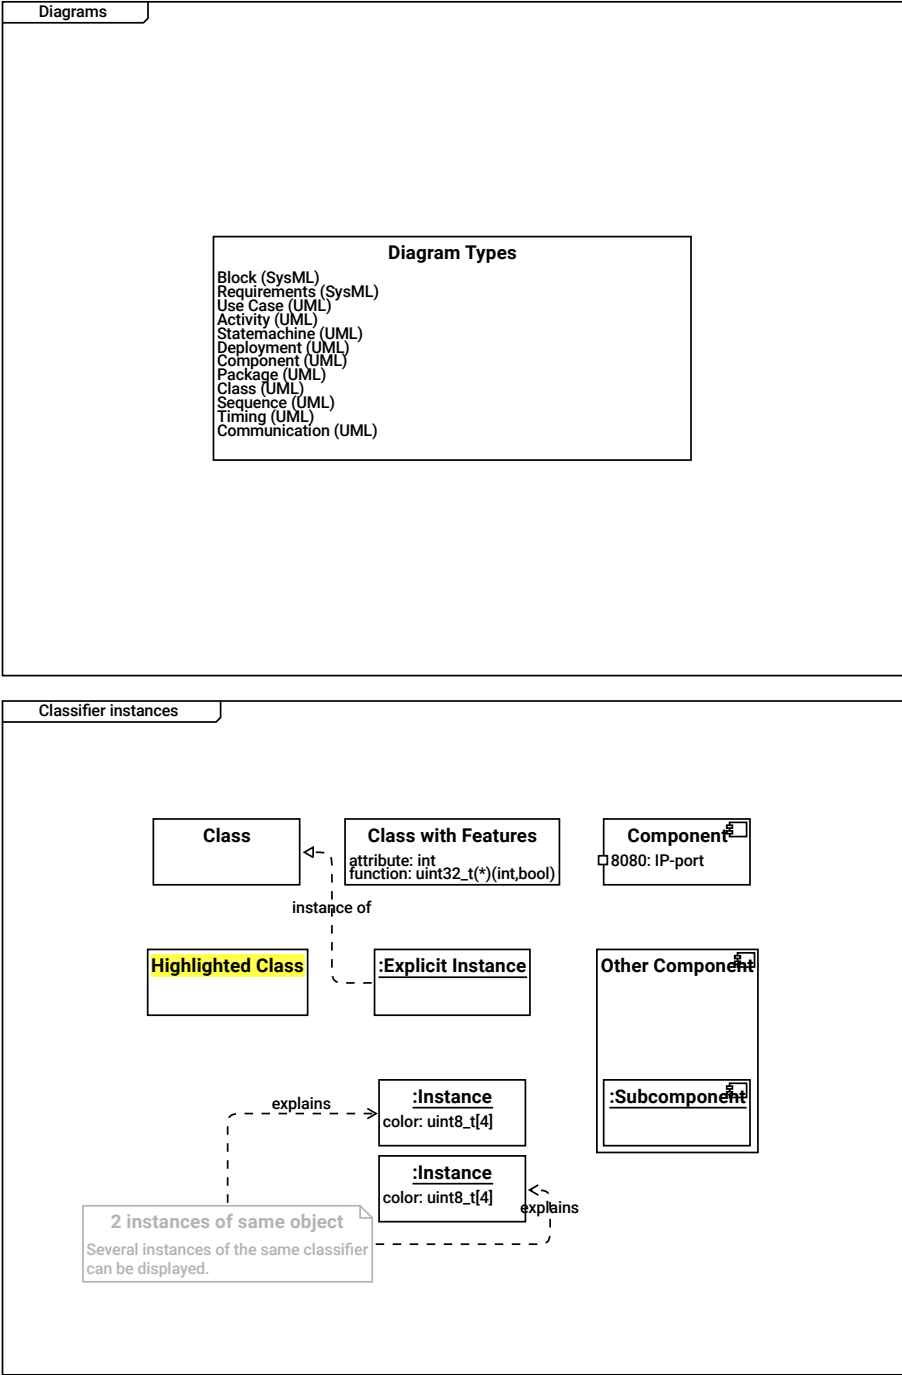 Diagrams
Diagram Types
Block (SysML)
Requirements (SysML)
Use Case (UML)
Activity (UML)
Statemachine (UML)
Deployment (UML)
Component (UML)
Package (UML)
Class (UML)
Sequence (UML)
Timing (UML)
Communication (UML)
Classifier instances
Class
Class with Features
attribute: int
function: uint32_t(*)(int,bool)
Component
8080: IP-port
instance of
Highlighted Class
:Explicit Instance
Other Component
:Subcomponent
explains
:Instance
color: uint8_t[4]
:Instance
color: uint8_t[4]
explains
2 instances of same object
Several instances of the same classifier
can be displayed.